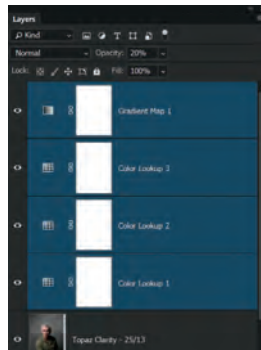 Layers
Kind
Normal Opacity: 20%
Lock: Fill: 100%
Gradient Map 1
Color Lookup 3
Color Lookup 2
Color Lookup 1
Topaz Clarity - 25/13